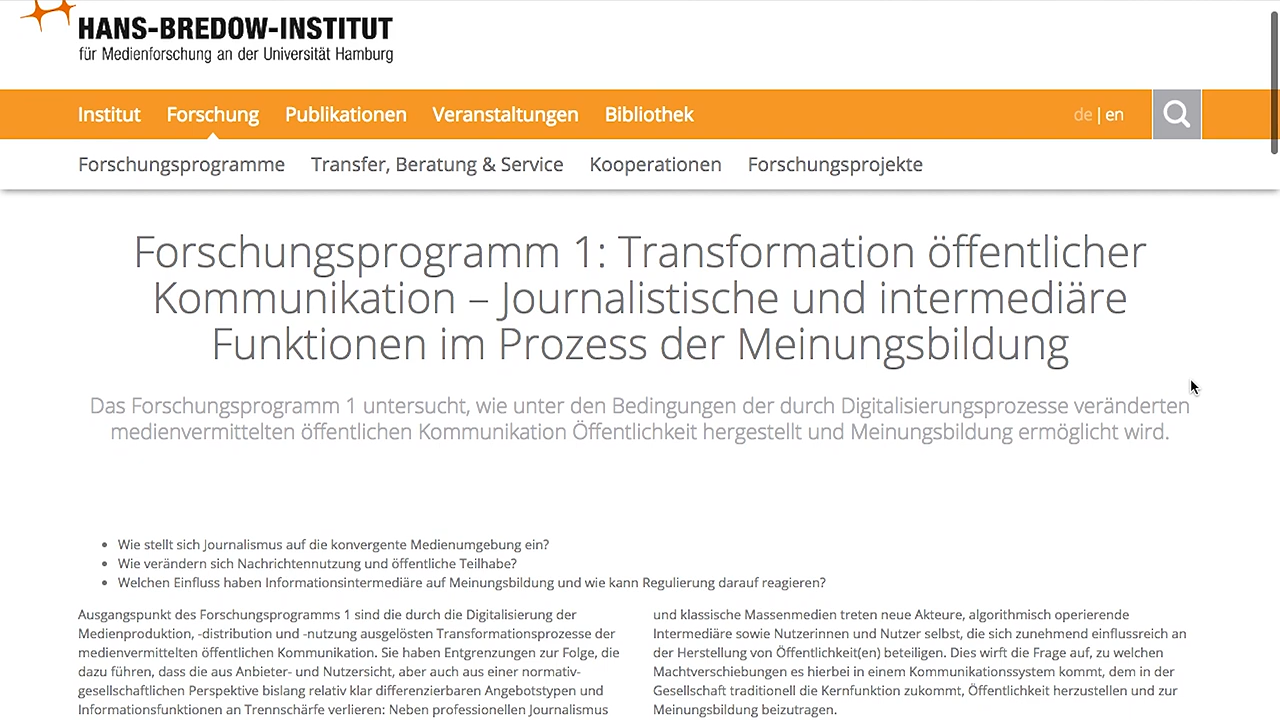 HANS-BREDOW-INSTITUT
für Medienforschung an der Universität Hamburg
Institut Forschung Publikationen Veranstaltungen Bibliothek de | en
Forschungsprogramme Transfer, Beratung & Service Kooperationen Forschungsprojekte
Forschungsprogramm 1: Transformation öffentlicher
Kommunikation – Journalistische und intermediäre
Funktionen im Prozess der Meinungsbildung
Das Forschungsprogramm 1 untersucht, wie unter den Bedingungen der durch Digitalisierungsprozesse veränderten
medienvermittelten öffentlichen Kommunikation Öffentlichkeit hergestellt und Meinungsbildung ermöglicht wird.
• Wie stellt sich Journalismus auf die konvergente Medienumgebung ein?
• Wie verändern sich Nachrichtennutzung und öffentliche Teilhabe?
• Welchen Einfluss haben Informationsintermediäre auf Meinungsbildung und wie kann Regulierung darauf reagieren?
Ausgangspunkt des Forschungsprogramms 1 sind die durch die Digitalisierung der
Medienproduktion, -distribution und -nutzung ausgelösten Transformationsprozesse der
medienvermittelten öffentlichen Kommunikation. Sie haben Entgrenzungen zur Folge, die
dazu führen, dass die aus Anbieter- und Nutzersicht, aber auch aus einer normativ-
gesellschaftlichen Perspektive bislang relativ klar differenzierbaren Angebotstypen und
Informationsfunktionen an Trennschärfe verlieren: Neben professionellen Journalismus
und klassische Massenmedien treten neue Akteure, algorithmisch operierende
Intermediäre sowie Nutzerinnen und Nutzer selbst, die sich zunehmend einflussreich an
der Herstellung von Öffentlichkeit(en) beteiligen. Dies wirft die Frage auf, zu welchen
Machtverschiebungen es hierbei in einem Kommunikationssystem kommt, dem in der
Gesellschaft traditionell die Kernfunktion zukommt, Öffentlichkeit herzustellen und zur
Meinungsbildung beizutragen.